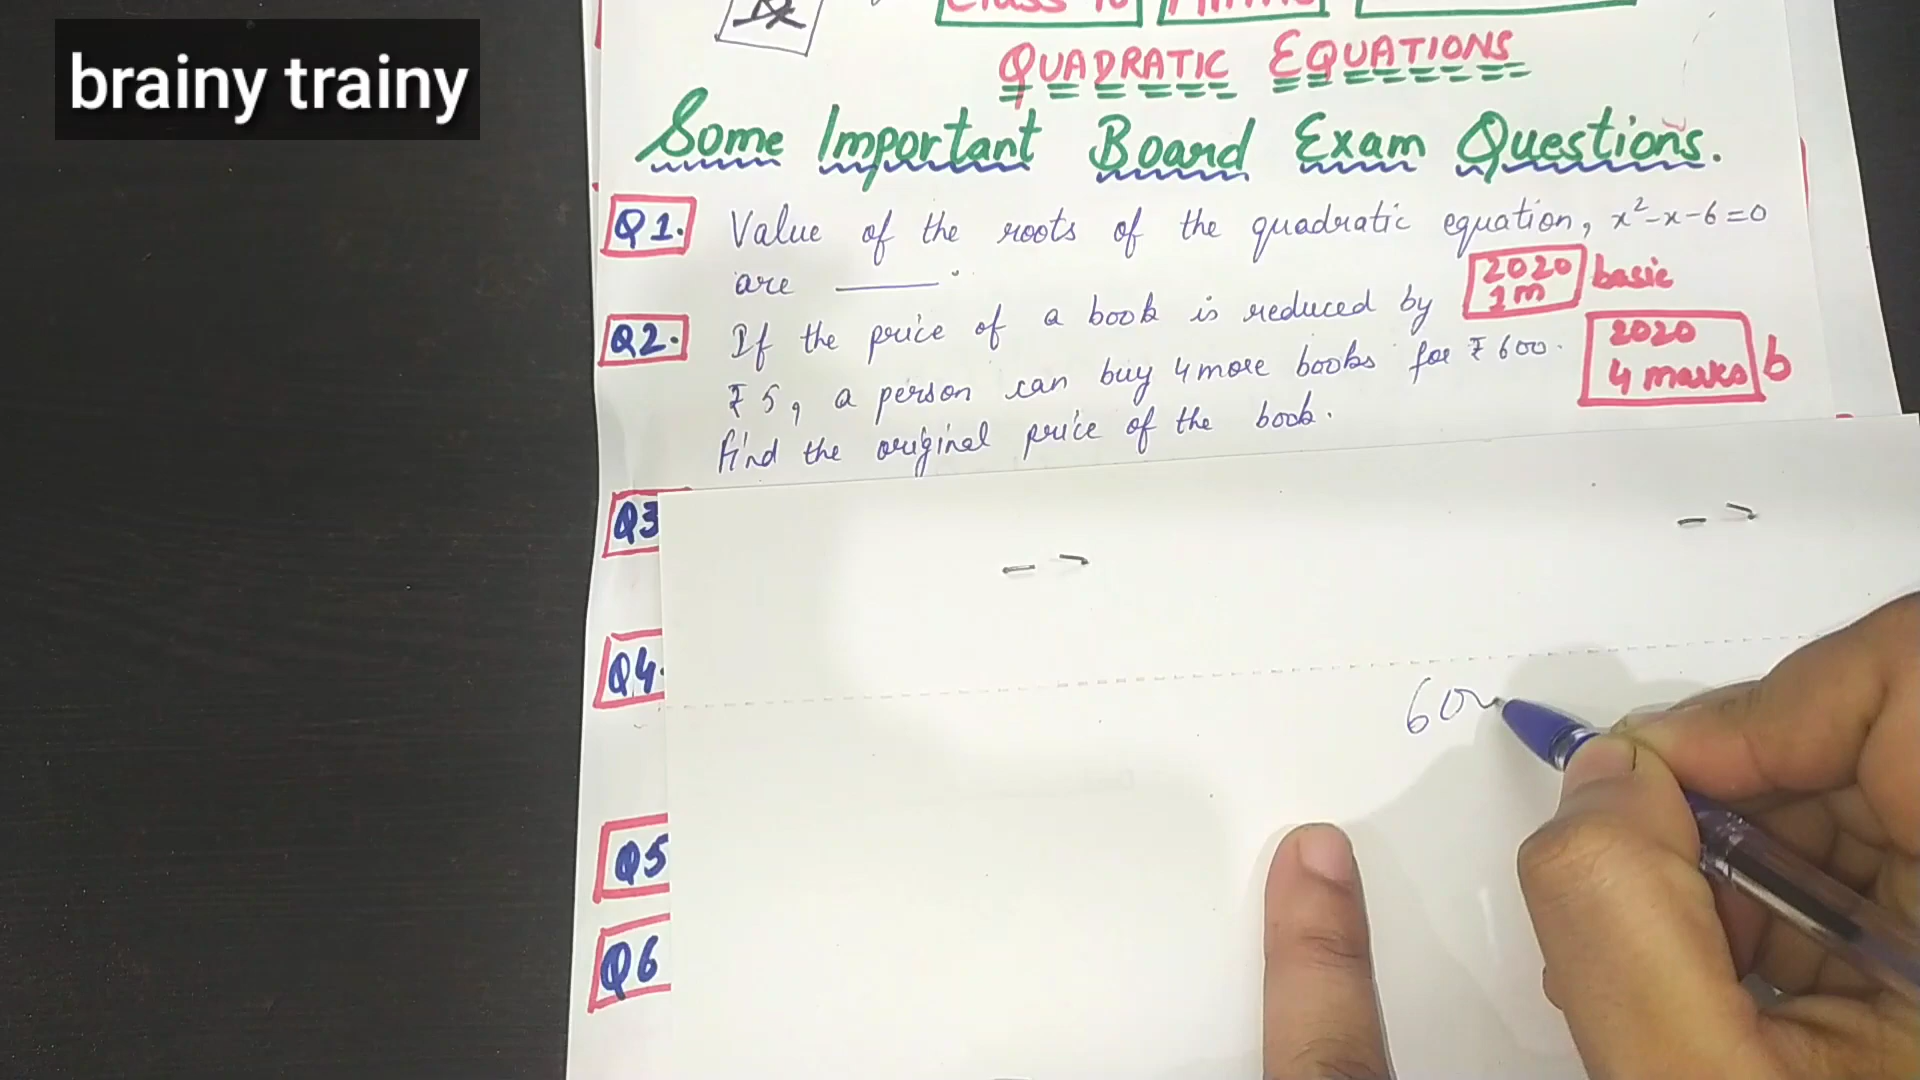 brainy trainy
QUADRATIC EQUATIONS
Some Important Board Exam Questions.
Q1. Value of the roots of the quadratic equation, x²-x-6=0
are ______.
2020
1m
basic
Q2. If the price of a book is reduced by
₹5, a person can buy 4 more books for ₹600.
Find the original price of the book.
2020
4 marks
b
Q3
Q4.
60
Q5
Q6